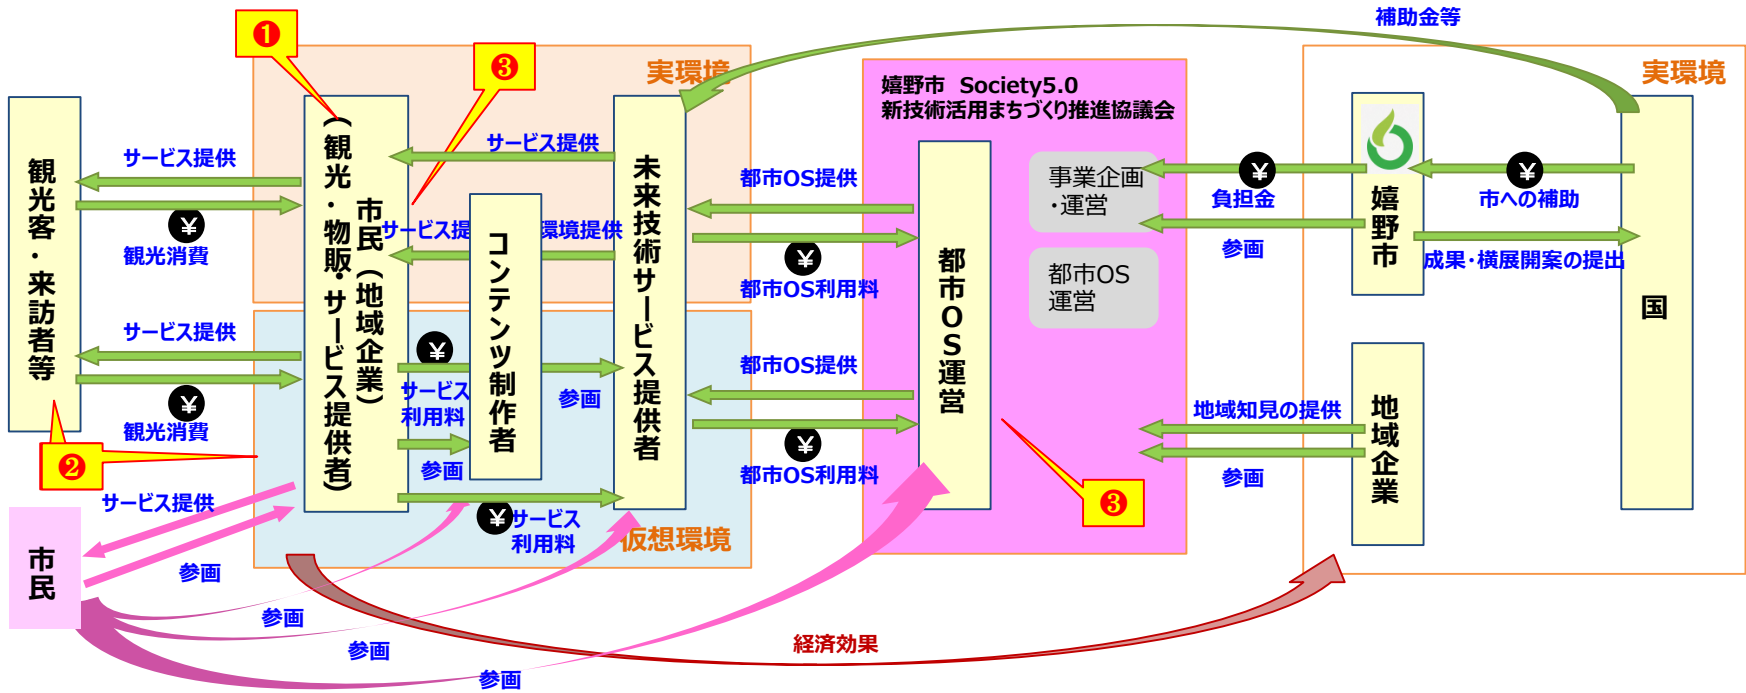 補助金等
❶
❸
実環境
嬉野市 Society5.0
新技術活用まちづくり推進協議会
実環境
観光客・来訪者等
サービス提供
¥
観光消費
サービス提供
¥
観光消費
❷
市民（地域企業）
（観光・物販・サービス提供者）
サービス提供
サービス提
環境提供
コンテンツ制作者
未来技術サービス提供者
¥
サービス
利用料
参画
参画
¥
サービス
利用料
仮想環境
都市OS提供
¥
都市OS利用料
都市OS提供
¥
都市OS利用料
都市OS運営
事業企画
・運営
都市OS
運営
❸
¥
負担金
参画
嬉野市
¥
市への補助
成果・横展開案の提出
国
地域知見の提供
参画
地域企業
サービス提供
市民
参画
参画
参画
参画
経済効果